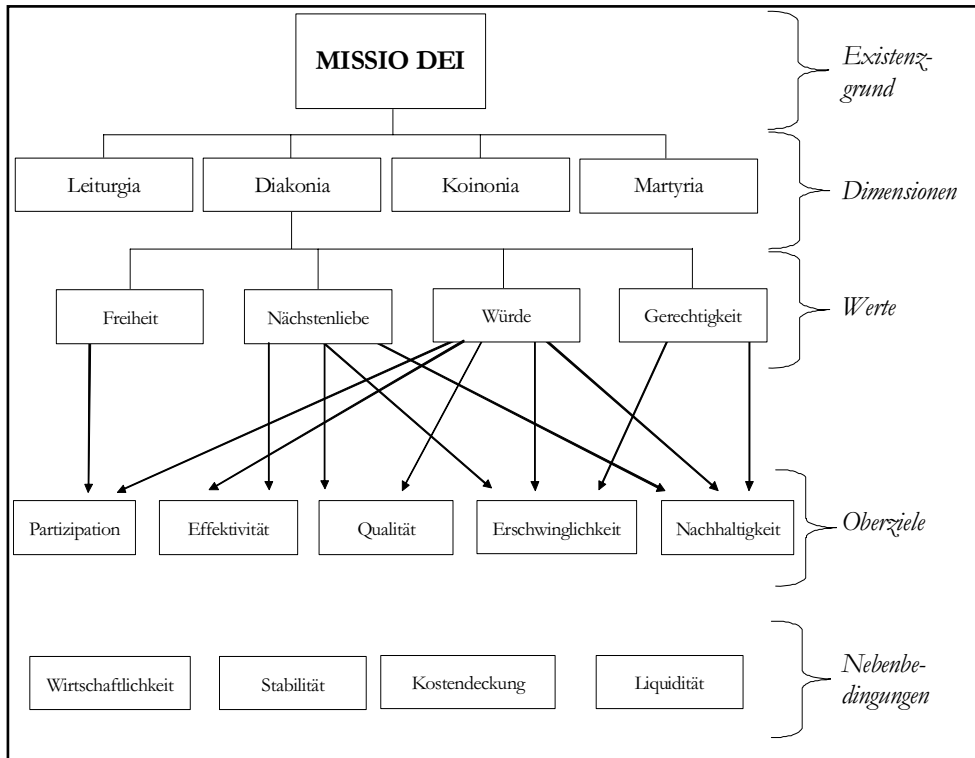 MISSIO DEI
Existenz-
grund
Leiturgia
Diakonia
Koinonia
Martyria
Dimensionen
Freiheit
Nächstenliebe
Würde
Gerechtigkeit
Werte
Partizipation
Effektivität
Qualität
Erschwinglichkeit
Nachhaltigkeit
Oberziele
Wirtschaftlichkeit
Stabilität
Kostendeckung
Liquidität
Nebenbe-
dingungen